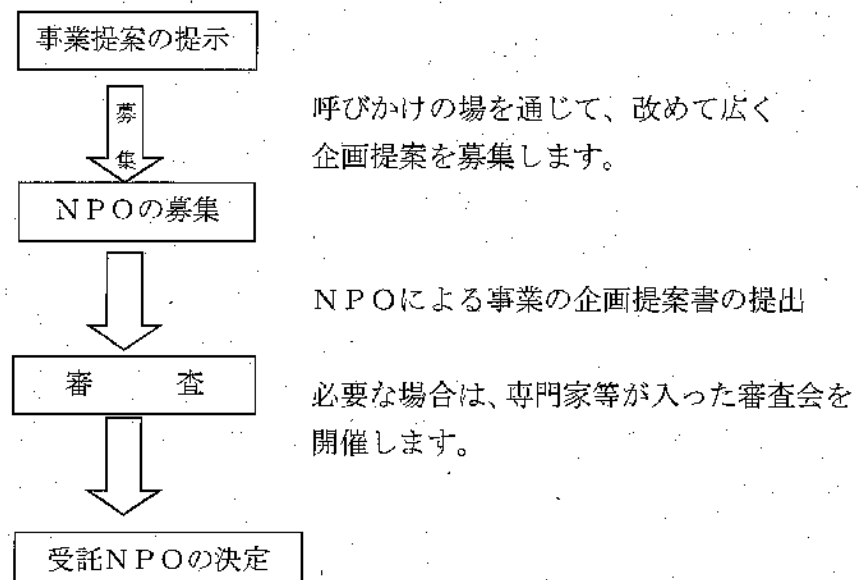 事業提案の提示
募
集
呼びかけの場を通じて、改めて広く
企画提案を募集します。
NPOの募集
NPOによる事業の企画提案書の提出
審　　査
必要な場合は、専門家等が入った審査会を
開催します。
受託NPOの決定